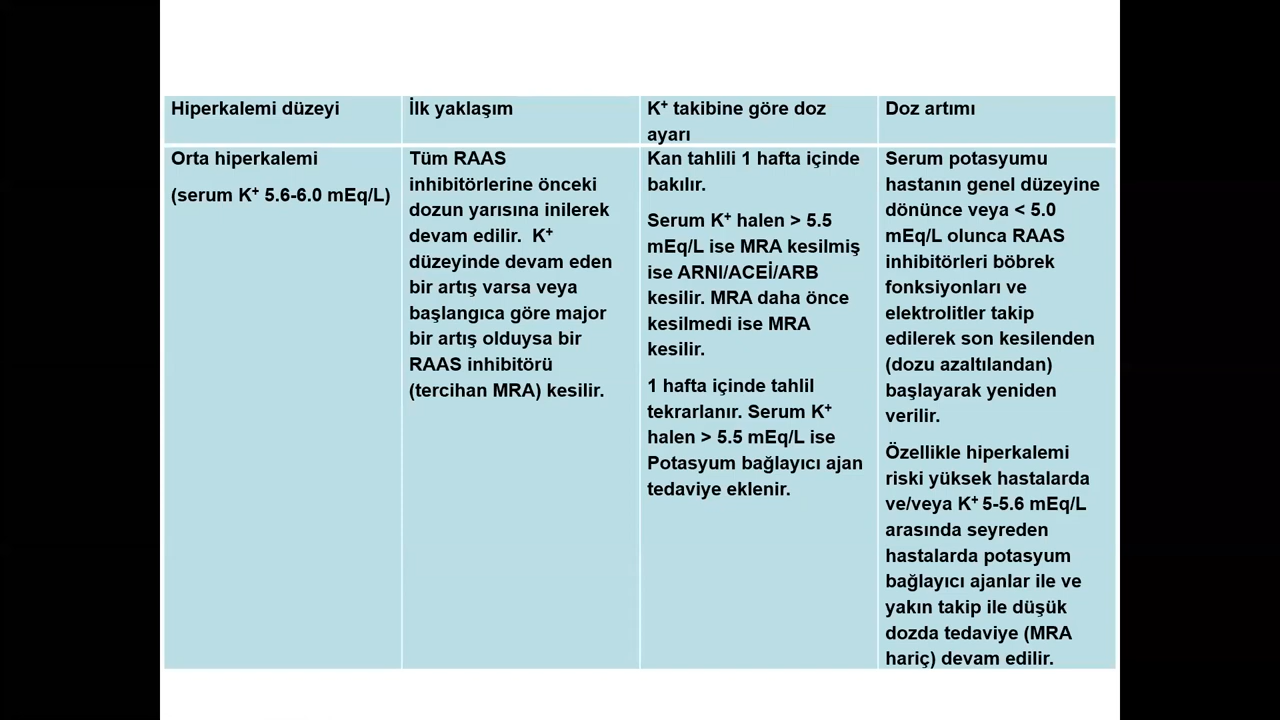 Hiperkalemi düzeyi
İlk yaklaşım
K⁺ takibine göre doz
ayarı
Doz artımı
Orta hiperkalemi
(serum K⁺ 5.6-6.0 mEq/L)
Tüm RAAS
inhibitörlerine önceki
dozun yarısına inilerek
devam edilir. K⁺
düzeyinde devam eden
bir artış varsa veya
başlangıca göre major
bir artış olduysa bir
RAAS inhibitörü
(tercihan MRA) kesilir.
Kan tahlili 1 hafta içinde
bakılır.
Serum K⁺ halen > 5.5
mEq/L ise MRA kesilmiş
ise ARNI/ACEİ/ARB
kesilir. MRA daha önce
kesilmedi ise MRA
kesilir.
1 hafta içinde tahlil
tekrarlanır. Serum K⁺
halen > 5.5 mEq/L ise
Potasyum bağlayıcı ajan
tedaviye eklenir.
Serum potasyumu
hastanın genel düzeyine
dönünce veya < 5.0
mEq/L olunca RAAS
inhibitörleri böbrek
fonksiyonları ve
elektrolitler takip
edilerek son kesilenden
(dozu azaltılandan)
başlayarak yeniden
verilir.
Özellikle hiperkalemi
riski yüksek hastalarda
ve/veya K⁺ 5-5.6 mEq/L
arasında seyreden
hastalarda potasyum
bağlayıcı ajanlar ile ve
yakın takip ile düşük
dozda tedaviye (MRA
hariç) devam edilir.